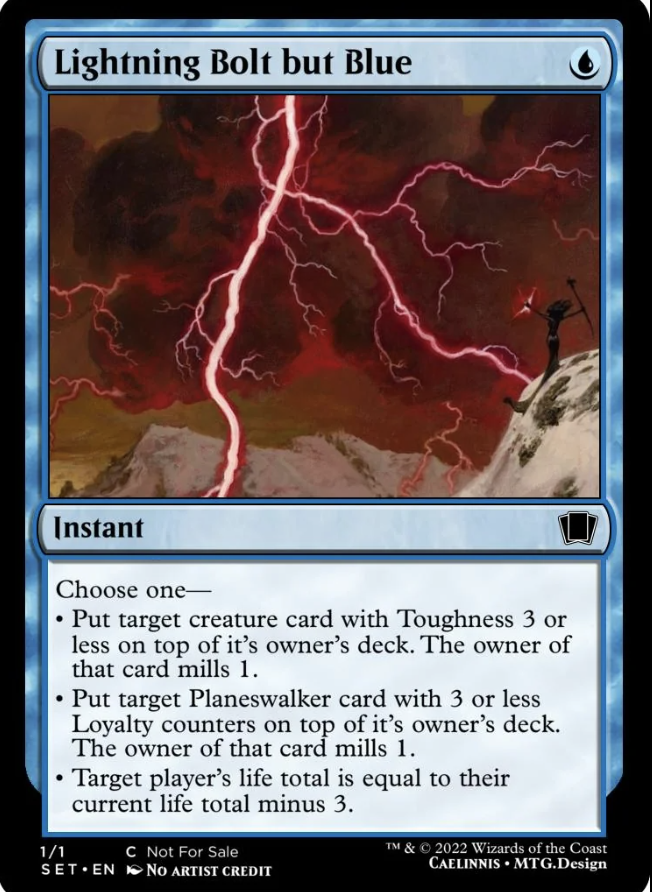 Lightning Bolt but Blue
Instant
Choose one—
• Put target creature card with Toughness 3 or
less on top of it's owner's deck. The owner of
that card mills 1.
• Put target Planeswalker card with 3 or less
Loyalty counters on top of it's owner's deck.
The owner of that card mills 1.
• Target player's life total is equal to their
current life total minus 3.
1/1 C Not For Sale
SET • EN NO ARTIST CREDIT
™ & © 2022 Wizards of the Coast
CAELINNIS • MTG.DESIGN